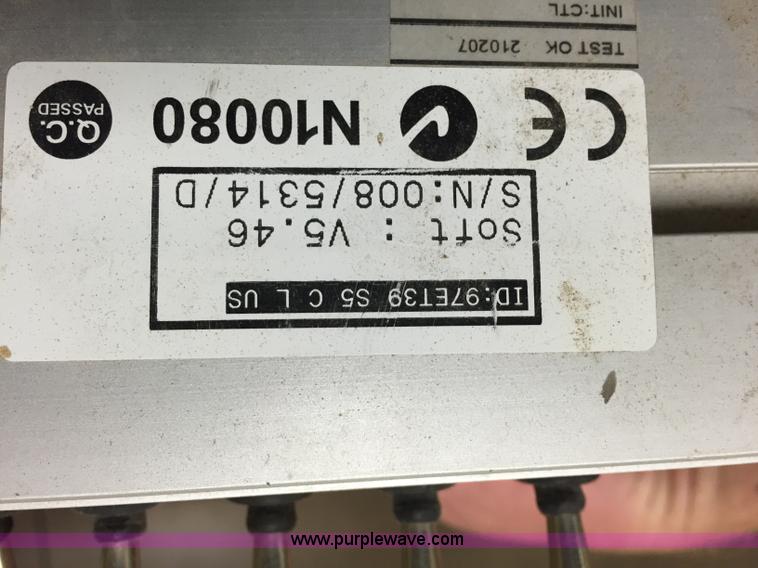 ID:97ET39 S5 C L US
Soft : V5.46
S/N:008/5314/D
CE N10080 Q.C. PASSED
TEST OK 210207
INIT:CTL
www.purplewave.com